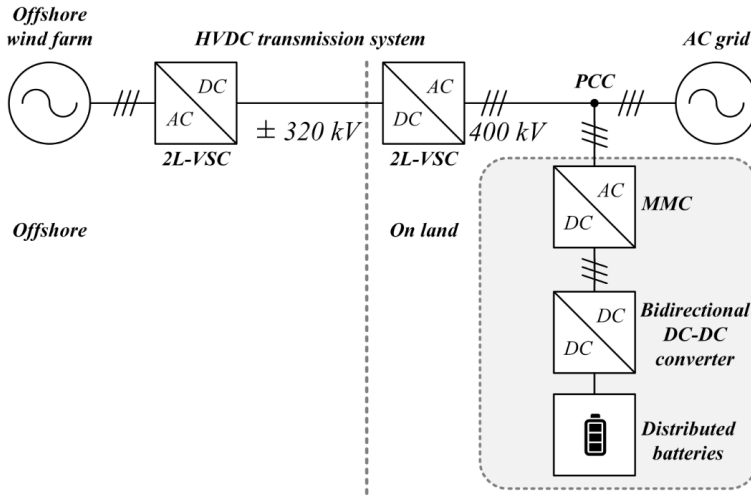 Offshore
wind farm
HVDC transmission system
AC grid
PCC
DC
AC
AC
DC
± 320 kV
400 kV
2L-VSC
2L-VSC
AC
DC
MMC
Offshore
On land
DC
DC
Bidirectional
DC-DC
converter
Distributed
batteries